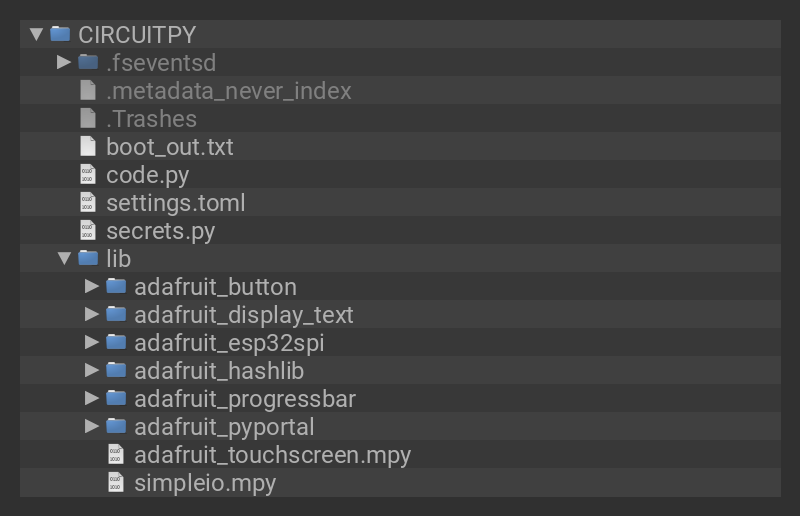 CIRCUITPY
.fseventsd
.metadata_never_index
.Trashes
boot_out.txt
code.py
settings.toml
secrets.py
lib
adafruit_button
adafruit_display_text
adafruit_esp32spi
adafruit_hashlib
adafruit_progressbar
adafruit_pyportal
adafruit_touchscreen.mpy
simpleio.mpy